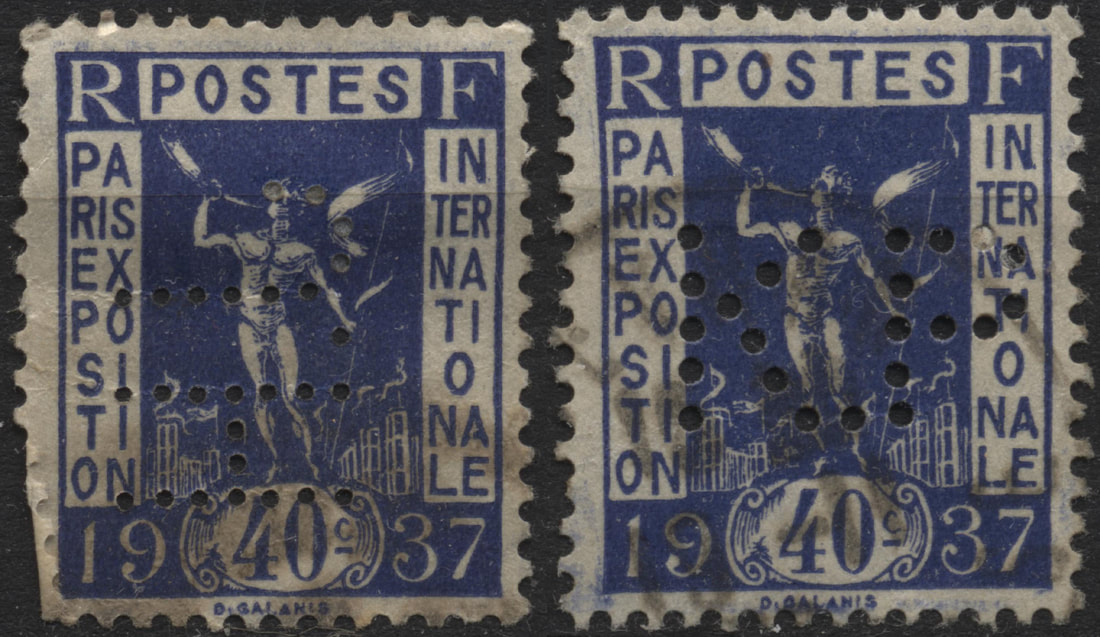 R POSTES F
PA
RIS
EX
PO
SI
TI
ON
IN
TER
NA
TI
O
NA
LE
19 40c 37
D. GALANIS
R POSTES F
PA
RIS
EX
PO
SI
TI
ON
IN
TER
NA
TI
O
NA
LE
19 40c 37
D. GALANIS